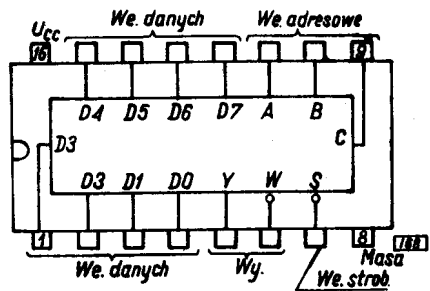 We. danych We. adresowe
Ucc
16 9
D4 D5 D6 D7 A B
D3 C
D3 D1 D0 Y W S
1 8
Masa
We. danych Wy. We. strob.